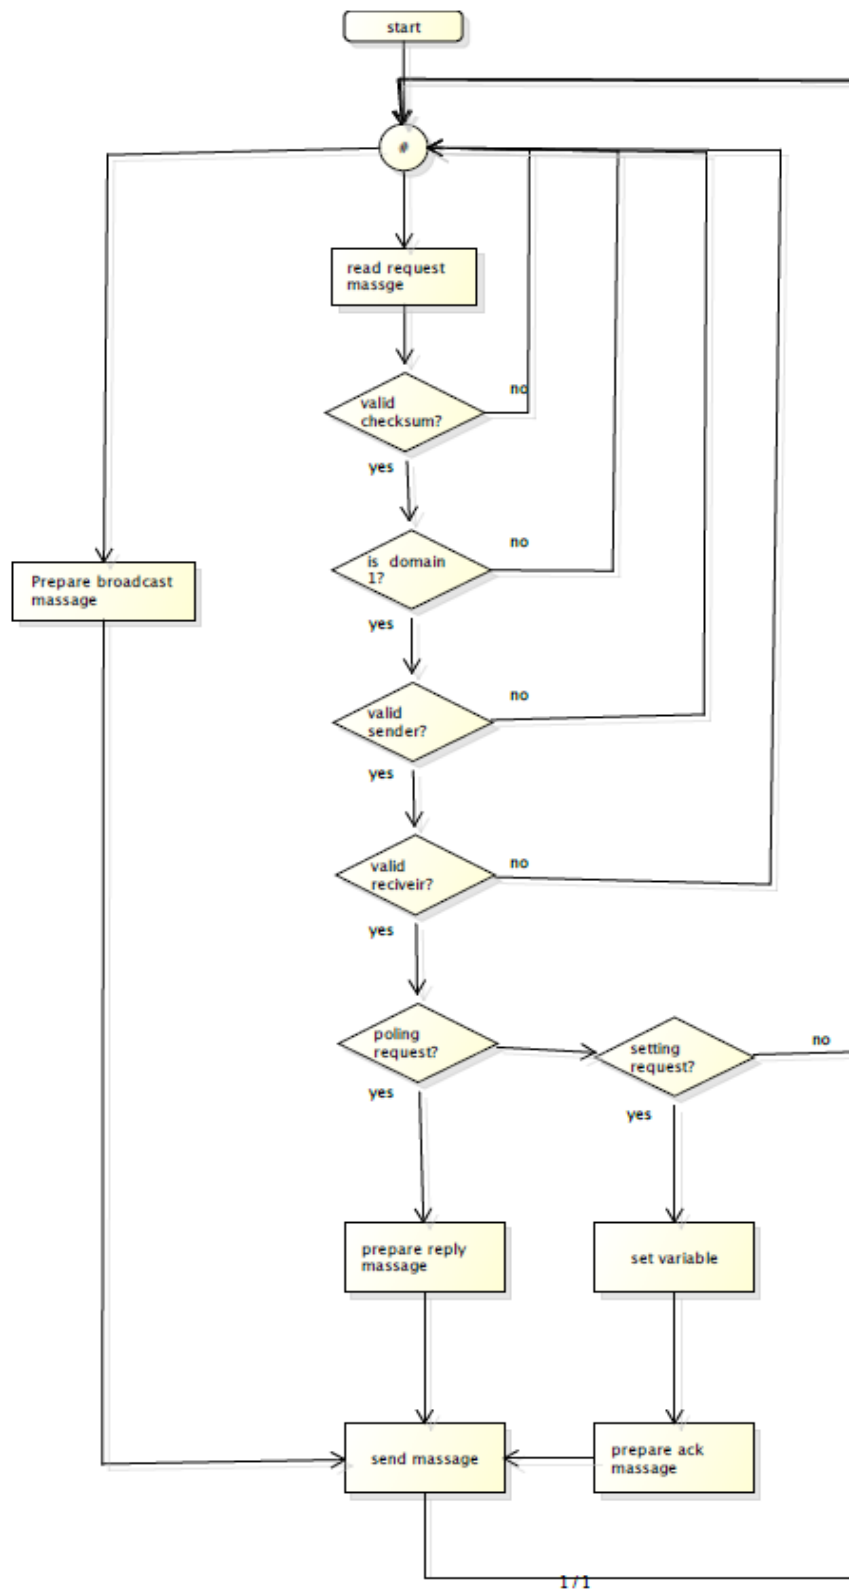 start
#
read request
massge
valid
checksum?
no
yes
is domain
1?
no
yes
Prepare broadcast
massage
valid
sender?
no
yes
valid
reciveir?
no
yes
poling
request?
yes
setting
request?
no
yes
prepare reply
massage
set variable
send massage
prepare ack
massage
1 / 1